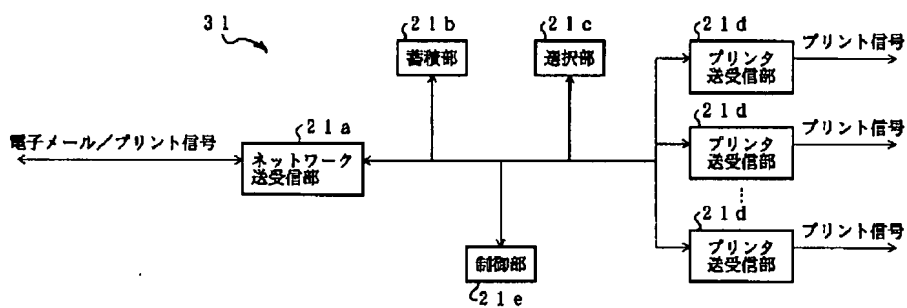 31
21b
蓄積部
21c
選択部
21d
プリンタ
送受信部
プリント信号
21d
プリンタ
送受信部
プリント信号
21d
プリンタ
送受信部
プリント信号
電子メール/プリント信号
21a
ネットワーク
送受信部
制御部
21e